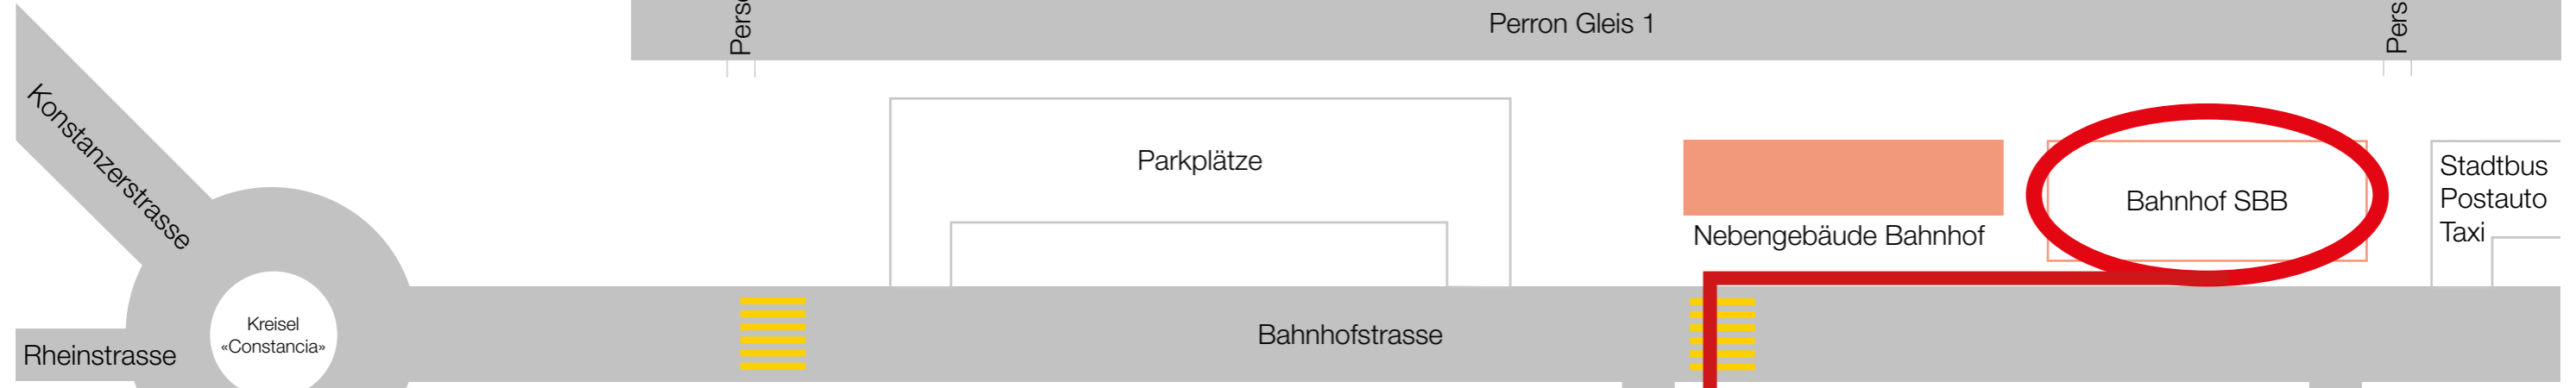 Perron Gleis 1
Konstanzerstrasse
Parkplätze
Nebengebäude Bahnhof
Bahnhof SBB
Stadtbus
Postauto
Taxi
Kreisel
«Constancia»
Rheinstrasse
Bahnhofstrasse